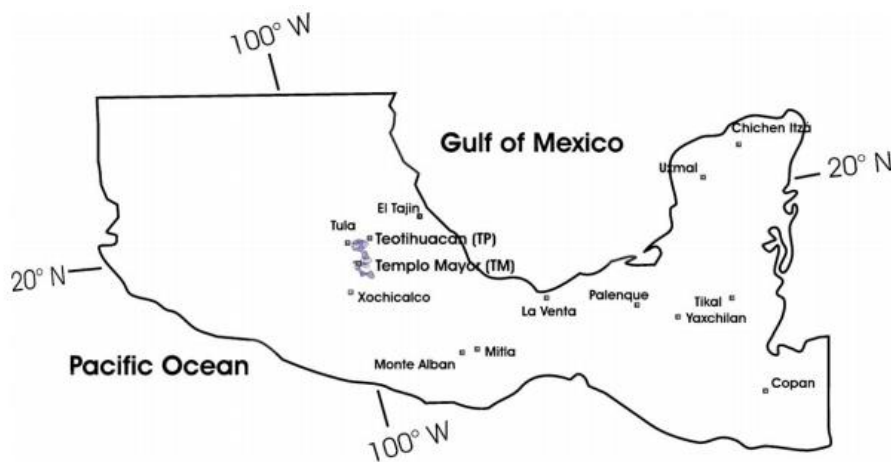 100° W
Gulf of Mexico
Chichen Itzá
Uxmal
20° N
El Tajin
Tula
Teotihuacan (TP)
20° N
Templo Mayor (TM)
Xochicalco
La Venta
Palenque
Tikal
Yaxchilan
Pacific Ocean
Monte Alban
Mitla
Copan
100° W